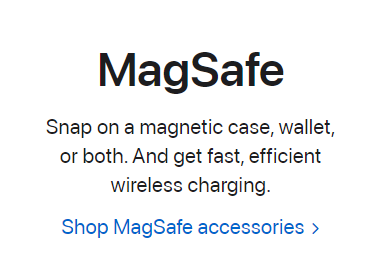 MagSafe
Snap on a magnetic case, wallet,
or both. And get fast, efficient
wireless charging.
Shop MagSafe accessories >